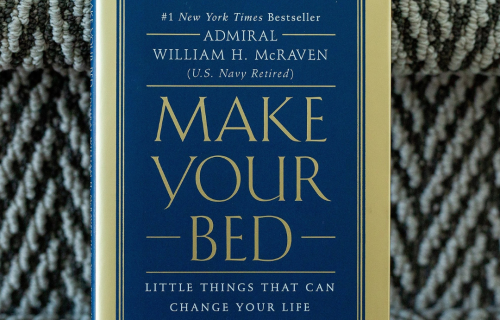 #1 New York Times Bestseller
ADMIRAL
WILLIAM H. McRAVEN
(U.S. Navy Retired)
MAKE
YOUR
BED
LITTLE THINGS THAT CAN
CHANGE YOUR LIFE